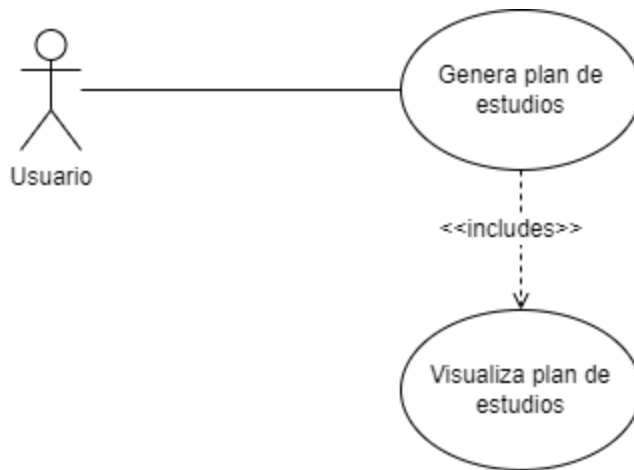 Genera plan de
estudios
Usuario
<<includes>>
Visualiza plan de
estudios